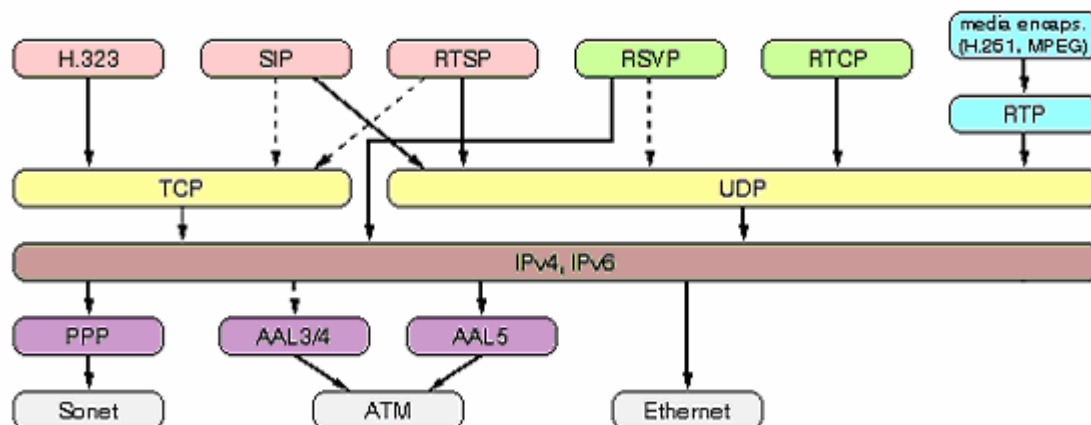 media encaps.
(H.261, MPEG)
H.323 SIP RTSP RSVP RTCP
RTP
TCP UDP
IPv4, IPv6
PPP AAL3/4 AAL5
Sonet ATM Ethernet